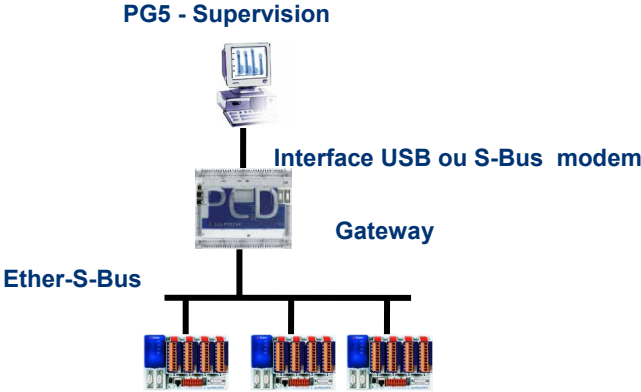 PG5 - Supervision
Interface USB ou S-Bus modem
PCD
Gateway
Ether-S-Bus